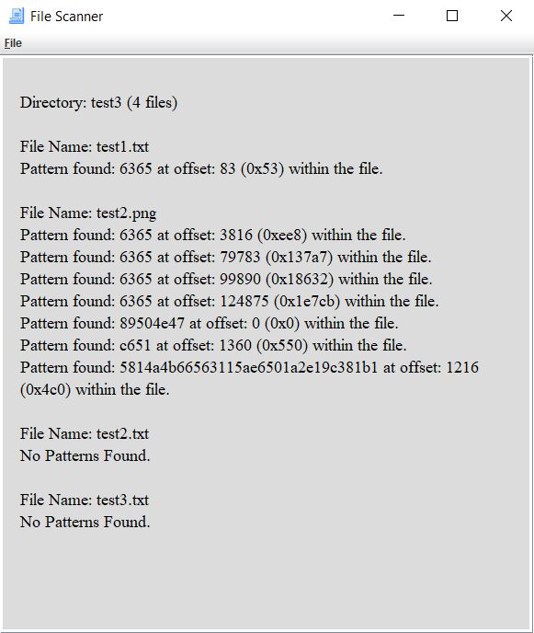 File Scanner
File
Directory: test3 (4 files)
File Name: test1.txt
Pattern found: 6365 at offset: 83 (0x53) within the file.
File Name: test2.png
Pattern found: 6365 at offset: 3816 (0xee8) within the file.
Pattern found: 6365 at offset: 79783 (0x137a7) within the file.
Pattern found: 6365 at offset: 99890 (0x18632) within the file.
Pattern found: 6365 at offset: 124875 (0x1e7cb) within the file.
Pattern found: 89504e47 at offset: 0 (0x0) within the file.
Pattern found: c651 at offset: 1360 (0x550) within the file.
Pattern found: 5814a4b66563115ae6501a2e19c381b1 at offset: 1216
(0x4c0) within the file.
File Name: test2.txt
No Patterns Found.
File Name: test3.txt
No Patterns Found.